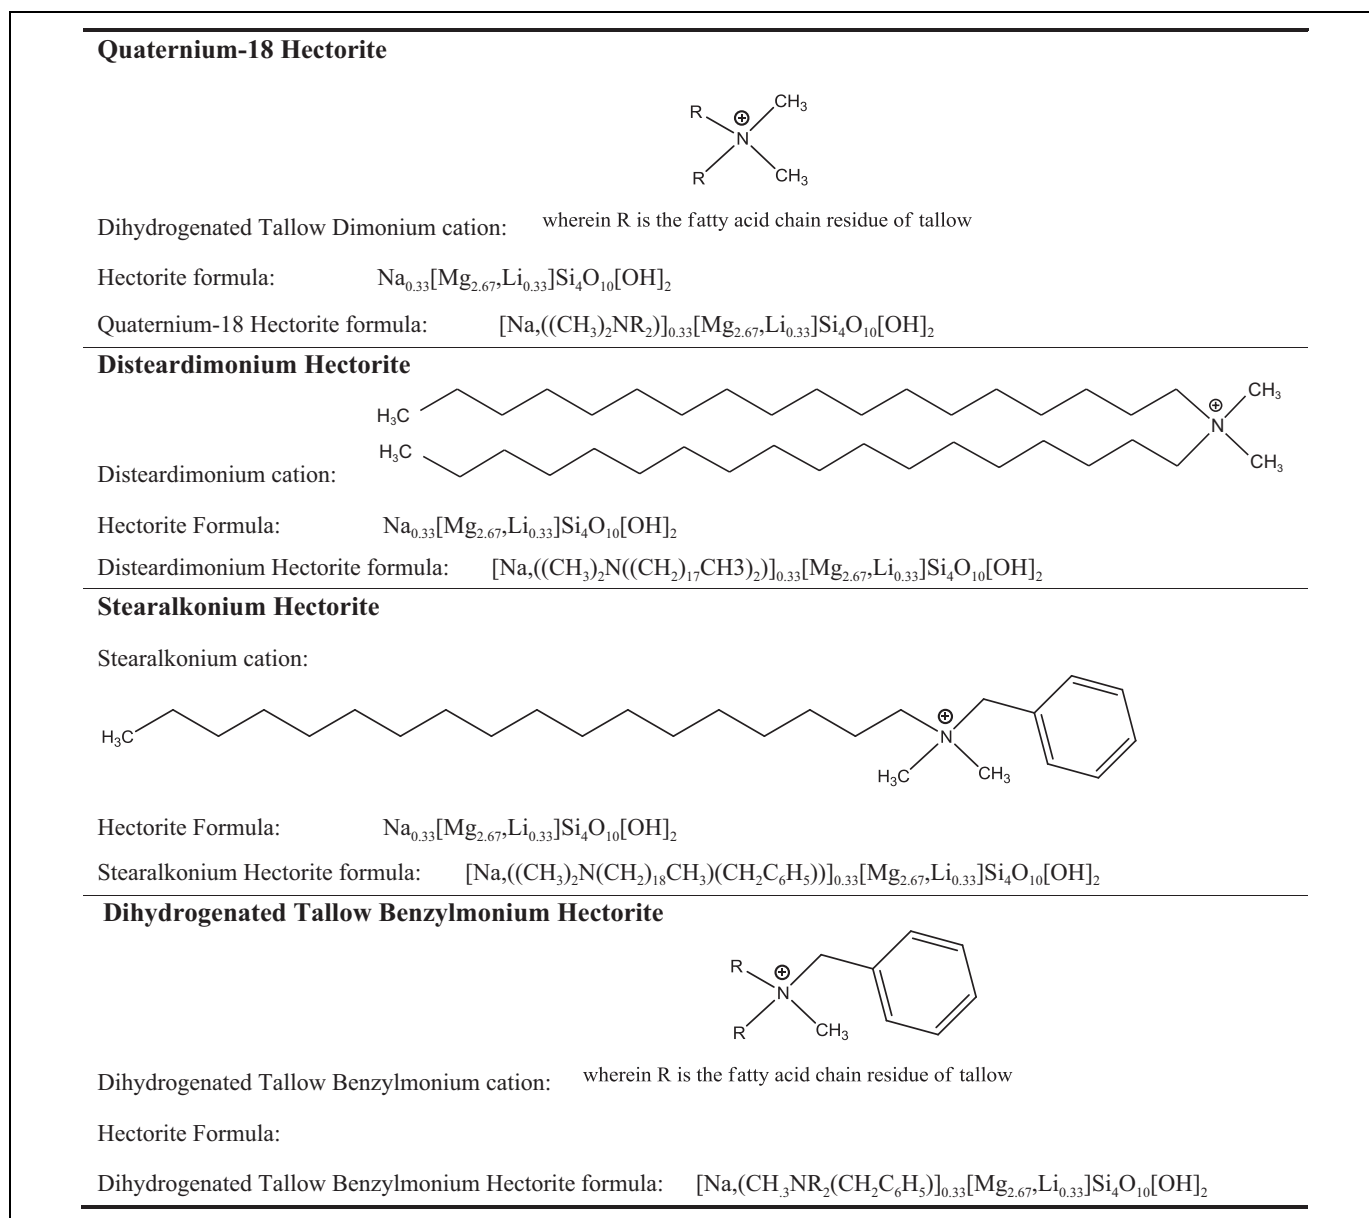 Quaternium-18 Hectorite
R
⊕
CH₃
N
R
CH₃
Dihydrogenated Tallow Dimonium cation: wherein R is the fatty acid chain residue of tallow
Hectorite formula: Na₀.₃₃[Mg₂.₆₇,Li₀.₃₃]Si₄O₁₀[OH]₂
Quaternium-18 Hectorite formula: [Na,((CH₃)₂NR₂)]₀.₃₃[Mg₂.₆₇,Li₀.₃₃]Si₄O₁₀[OH]₂
Disteardimonium Hectorite
H₃C
⊕
CH₃
N
H₃C
CH₃
Disteardimonium cation:
Hectorite Formula: Na₀.₃₃[Mg₂.₆₇,Li₀.₃₃]Si₄O₁₀[OH]₂
Disteardimonium Hectorite formula: [Na,((CH₃)₂N((CH₂)₁₇CH3)₂)]₀.₃₃[Mg₂.₆₇,Li₀.₃₃]Si₄O₁₀[OH]₂
Stearalkonium Hectorite
Stearalkonium cation:
⊕
H₃C
N
H₃C
CH₃
Hectorite Formula: Na₀.₃₃[Mg₂.₆₇,Li₀.₃₃]Si₄O₁₀[OH]₂
Stearalkonium Hectorite formula: [Na,((CH₃)₂N(CH₂)₁₈CH₃)(CH₂C₆H₅))]₀.₃₃[Mg₂.₆₇,Li₀.₃₃]Si₄O₁₀[OH]₂
Dihydrogenated Tallow Benzylmonium Hectorite
R
⊕
N
R
CH₃
Dihydrogenated Tallow Benzylmonium cation: wherein R is the fatty acid chain residue of tallow
Hectorite Formula:
Dihydrogenated Tallow Benzylmonium Hectorite formula: [Na,(CH.₃NR₂(CH₂C₆H₅)]₀.₃₃[Mg₂.₆₇,Li₀.₃₃]Si₄O₁₀[OH]₂